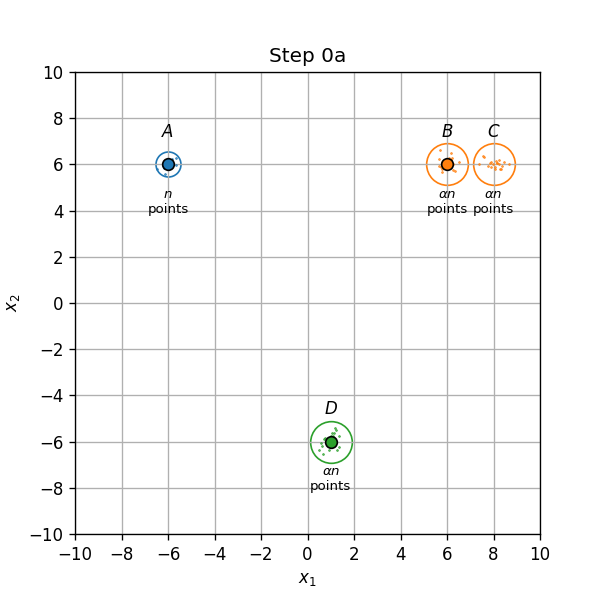 Step 0a
10
8
6
4
2
0
−2
−4
−6
−8
−10
x₂
A
n
points
B
αn
points
C
αn
points
D
αn
points
−10 −8 −6 −4 −2 0 2 4 6 8 10
x₁